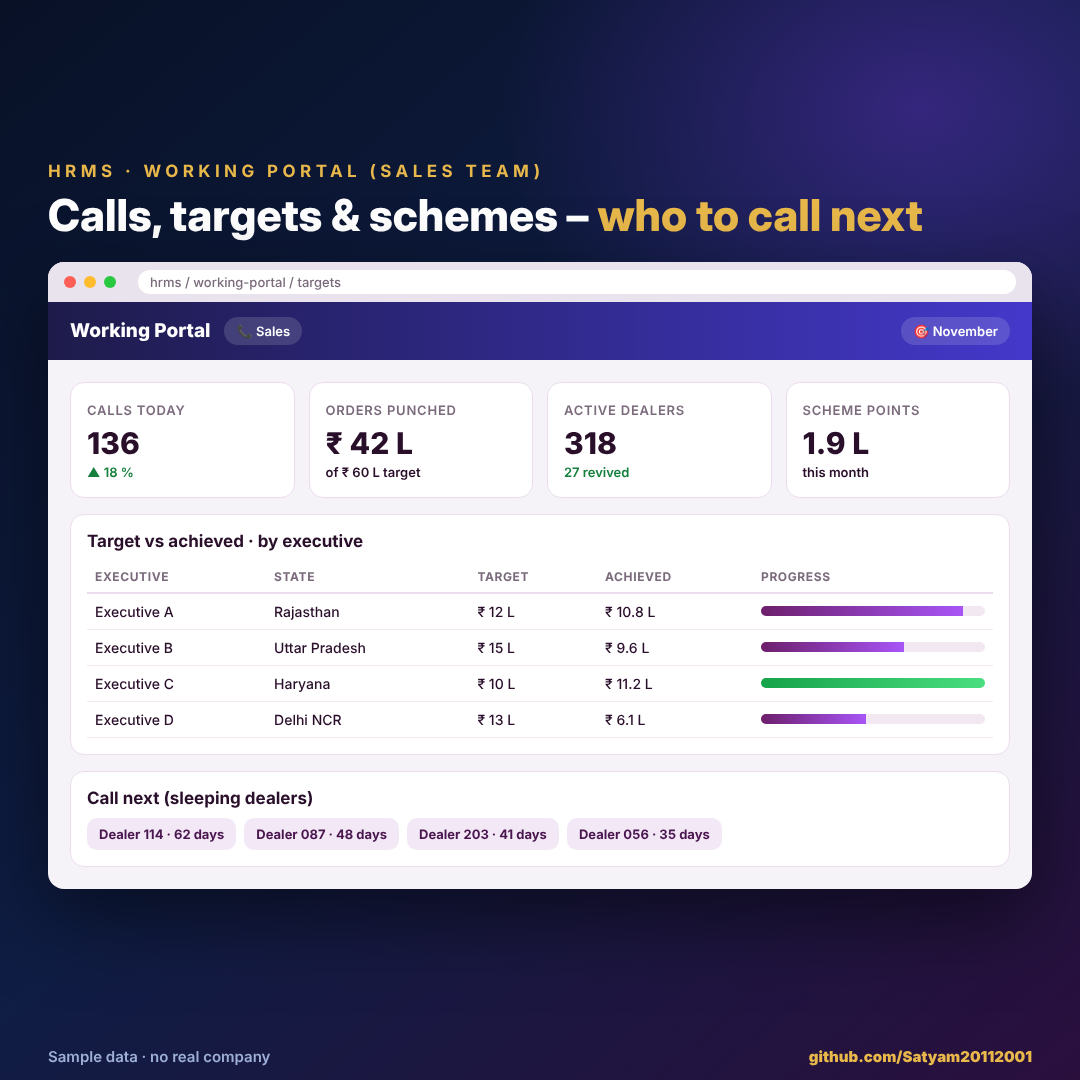 HRMS · WORKING PORTAL (SALES TEAM)
Calls, targets & schemes – who to call next
hrms / working-portal / targets
Working Portal 📞 Sales 🎯 November
CALLS TODAY ORDERS PUNCHED ACTIVE DEALERS SCHEME POINTS
136 ₹ 42 L 318 1.9 L
▲ 18 % of ₹ 60 L target 27 revived this month
Target vs achieved · by executive
EXECUTIVE STATE TARGET ACHIEVED PROGRESS
Executive A Rajasthan ₹ 12 L ₹ 10.8 L
Executive B Uttar Pradesh ₹ 15 L ₹ 9.6 L
Executive C Haryana ₹ 10 L ₹ 11.2 L
Executive D Delhi NCR ₹ 13 L ₹ 6.1 L
Call next (sleeping dealers)
Dealer 114 · 62 days Dealer 087 · 48 days Dealer 203 · 41 days Dealer 056 · 35 days
Sample data · no real company github.com/Satyam20112001